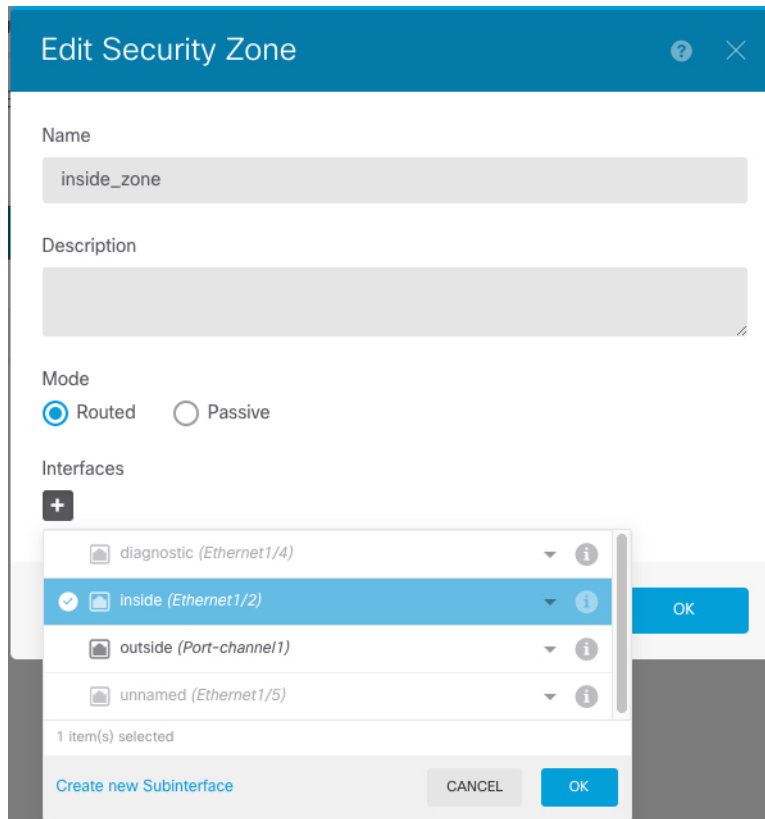 Edit Security Zone
Name
inside_zone
Description
Mode
Routed Passive
Interfaces
diagnostic (Ethernet1/4)
inside (Ethernet1/2)
OK
outside (Port-channel1)
unnamed (Ethernet1/5)
1 item(s) selected
Create new Subinterface CANCEL OK